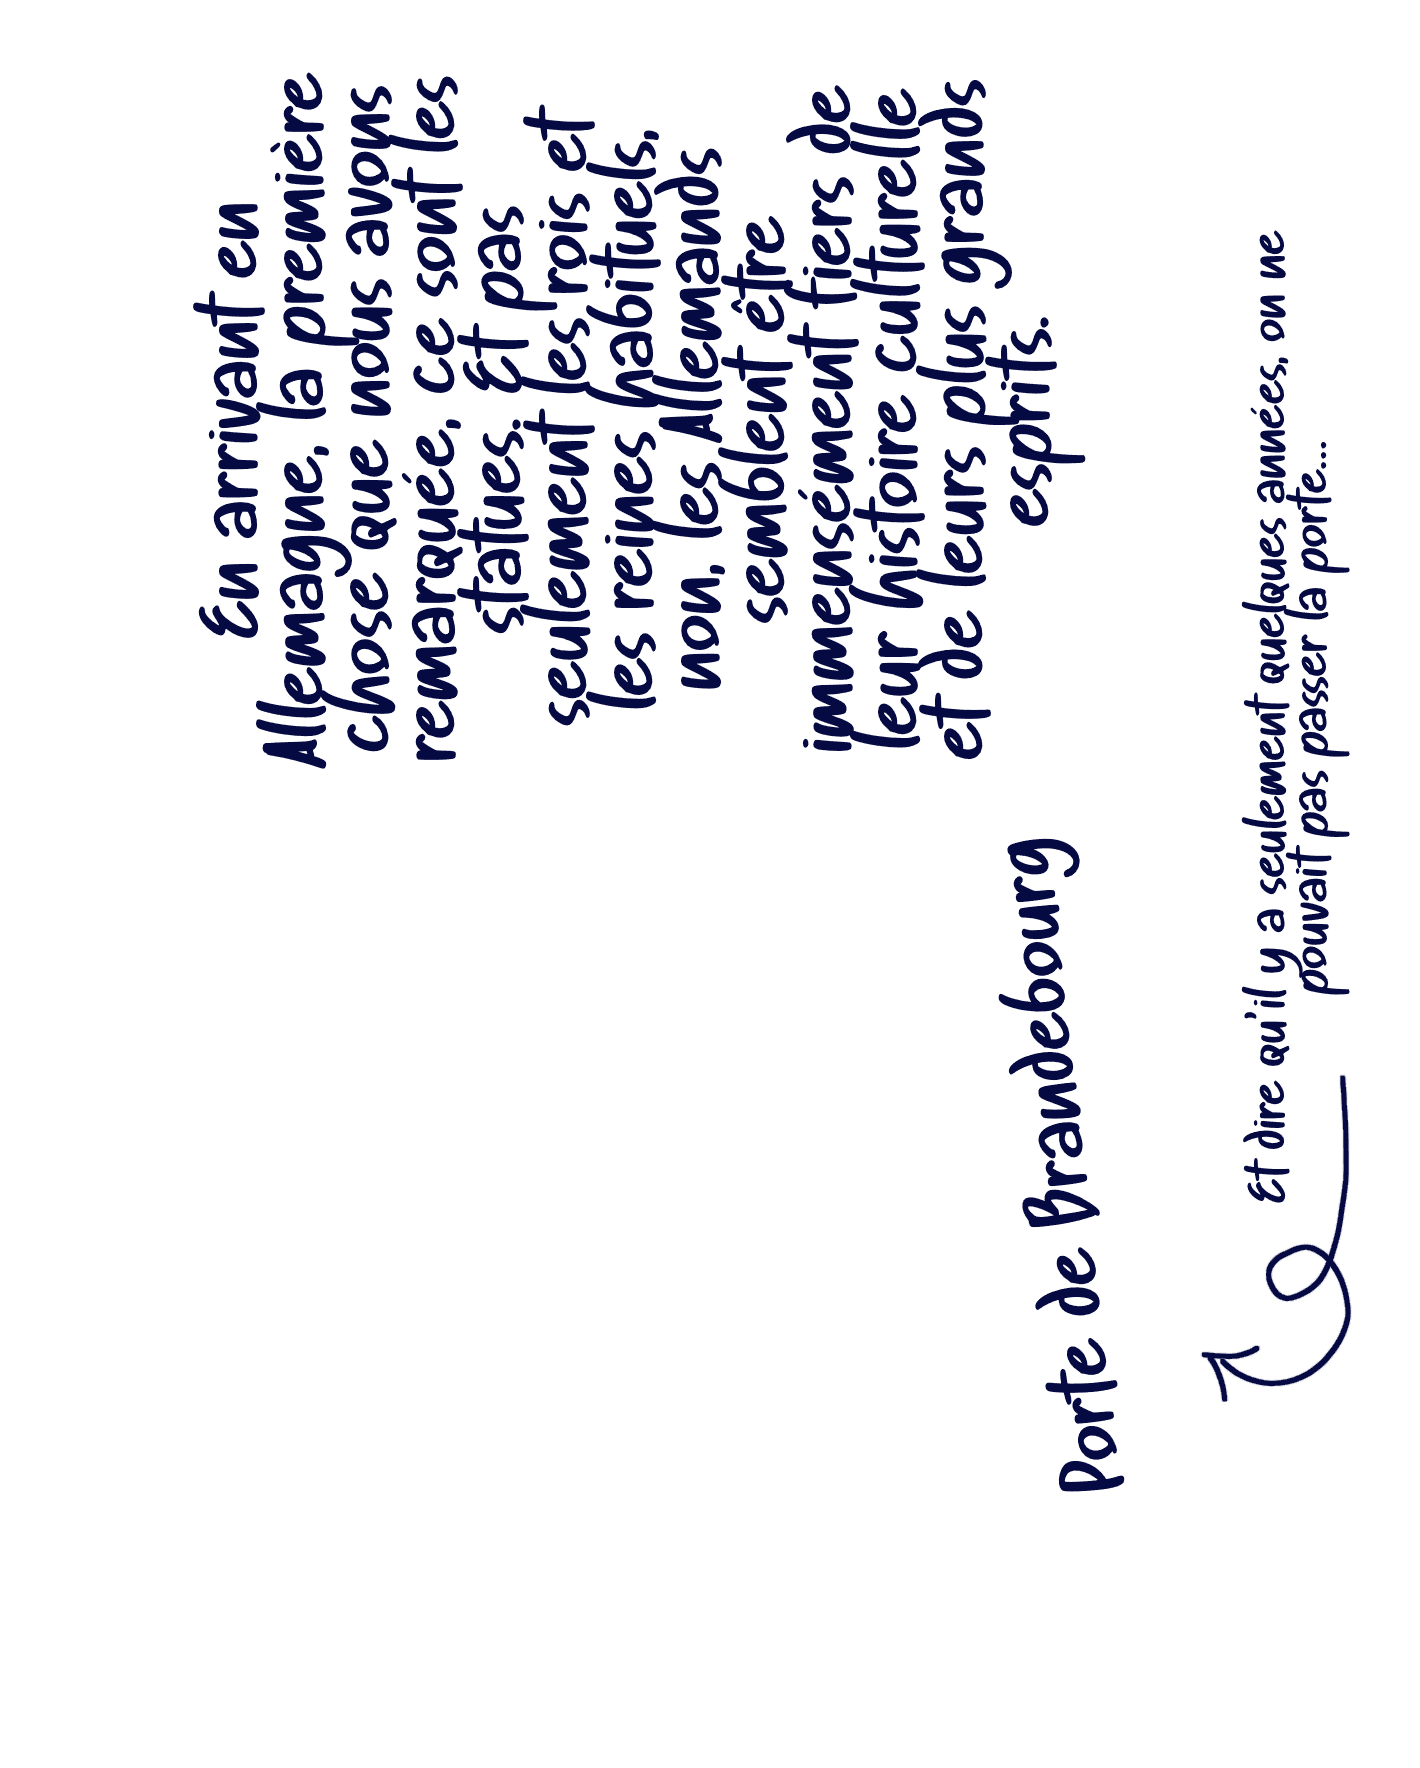 En arrivant en
Allemagne, la première
chose que nous avons
remarquée, ce sont les
statues. Et pas
seulement les rois et
les reines habituels,
non, les Allemands
semblent être
immensément tiers de
leur histoire culturelle
et de leurs plus grands
esprits.
Porte de Brandebourg
Et dire qu'il y a seulement quelques années, on ne
pouvait pas passer la porte...